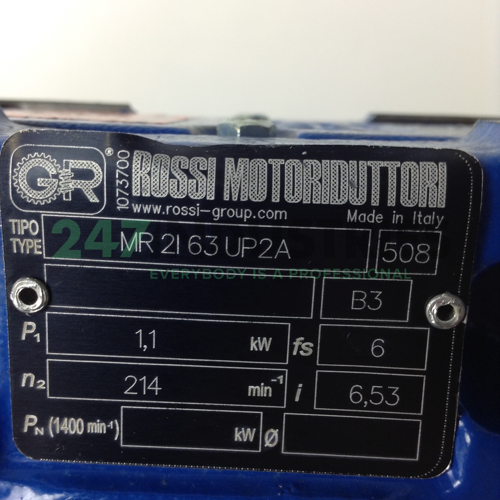 GR
1073700
ROSSI MOTORIDUTTORI
www.rossi-group.com Made in Italy
TIPO
TYPE MR 2I 63 UP2A 508
247
EVERYBODY IS A PROFESSIONAL
B3
P1 1,1 kW fs 6
n2 214 min-1 i 6,53
PN (1400 min-1) kW Ø